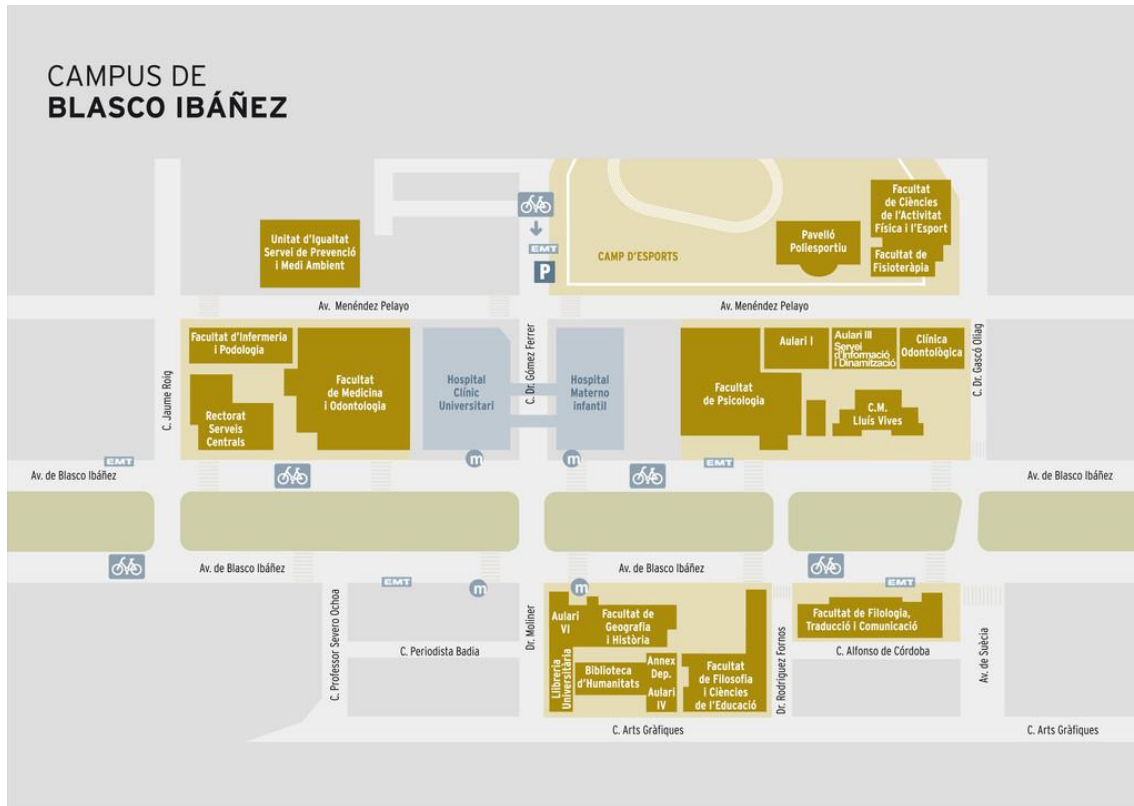 CAMPUS DE
BLASCO IBÁÑEZ
Unitat d'Igualtat
Servei de Prevenció
i Medi Ambient
EMT
P
CAMP D'ESPORTS
Pavelló
Poliesportiu
Facultat
de Ciències
de l'Activitat
Física i l'Esport
Facultat de
Fisioteràpia
Av. Menéndez Pelayo
Av. Menéndez Pelayo
C. Jaume Roig
Facultat d'Infermeria
i Podologia
Rectorat
Serveis
Centrals
Facultat
de Medicina
i Odontologia
Hospital
Clínic
Universitari
C. Dr. Gómez Ferrer
Hospital
Materno
infantil
Facultat
de Psicologia
Aulari I
Aulari III
Servei
d'Informació
i Dinamització
Clínica
Odontològica
C.M.
Lluís Vives
C. Dr. Gascó Oliag
EMT
m
m
EMT
Av. de Blasco Ibáñez
Av. de Blasco Ibáñez
Av. de Blasco Ibáñez
Av. de Blasco Ibáñez
EMT
m
m
EMT
C. Professor Severo Ochoa
C. Periodista Badia
Dr. Moliner
Aulari
VI
Facultat de
Geografia
i Història
Llibreria
Universitària
Biblioteca
d'Humanitats
Annex
Dep.
Aulari
IV
Facultat
de Filosofia
i Ciències
de l'Educació
Dr. Rodríguez Fornos
Facultat de Filologia,
Traducció i Comunicació
C. Alfonso de Córdoba
Av. de Suècia
C. Arts Gràfiques
C. Arts Gràfiques